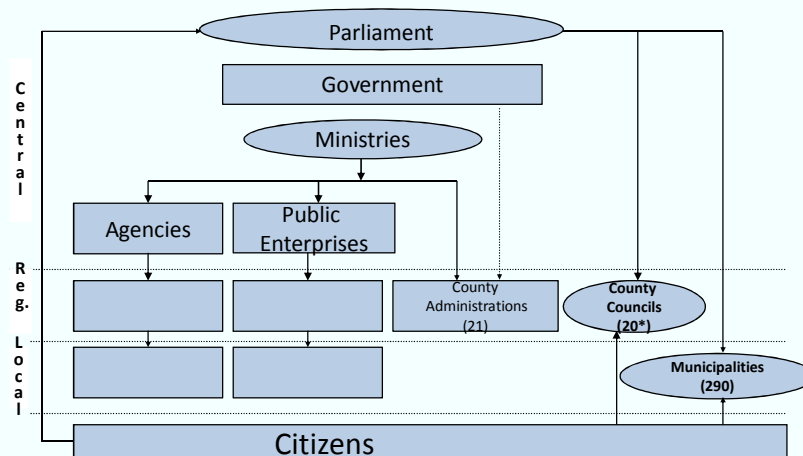 Parliament
Government
Ministries
Central
Agencies
Public
Enterprises
Reg.
County
Administrations
(21)
County
Councils
(20*)
Local
Municipalities
(290)
Citizens